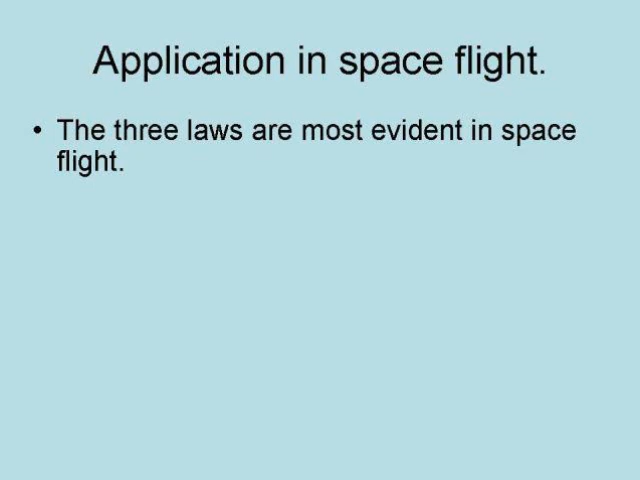 Application in space flight.
• The three laws are most evident in space
flight.